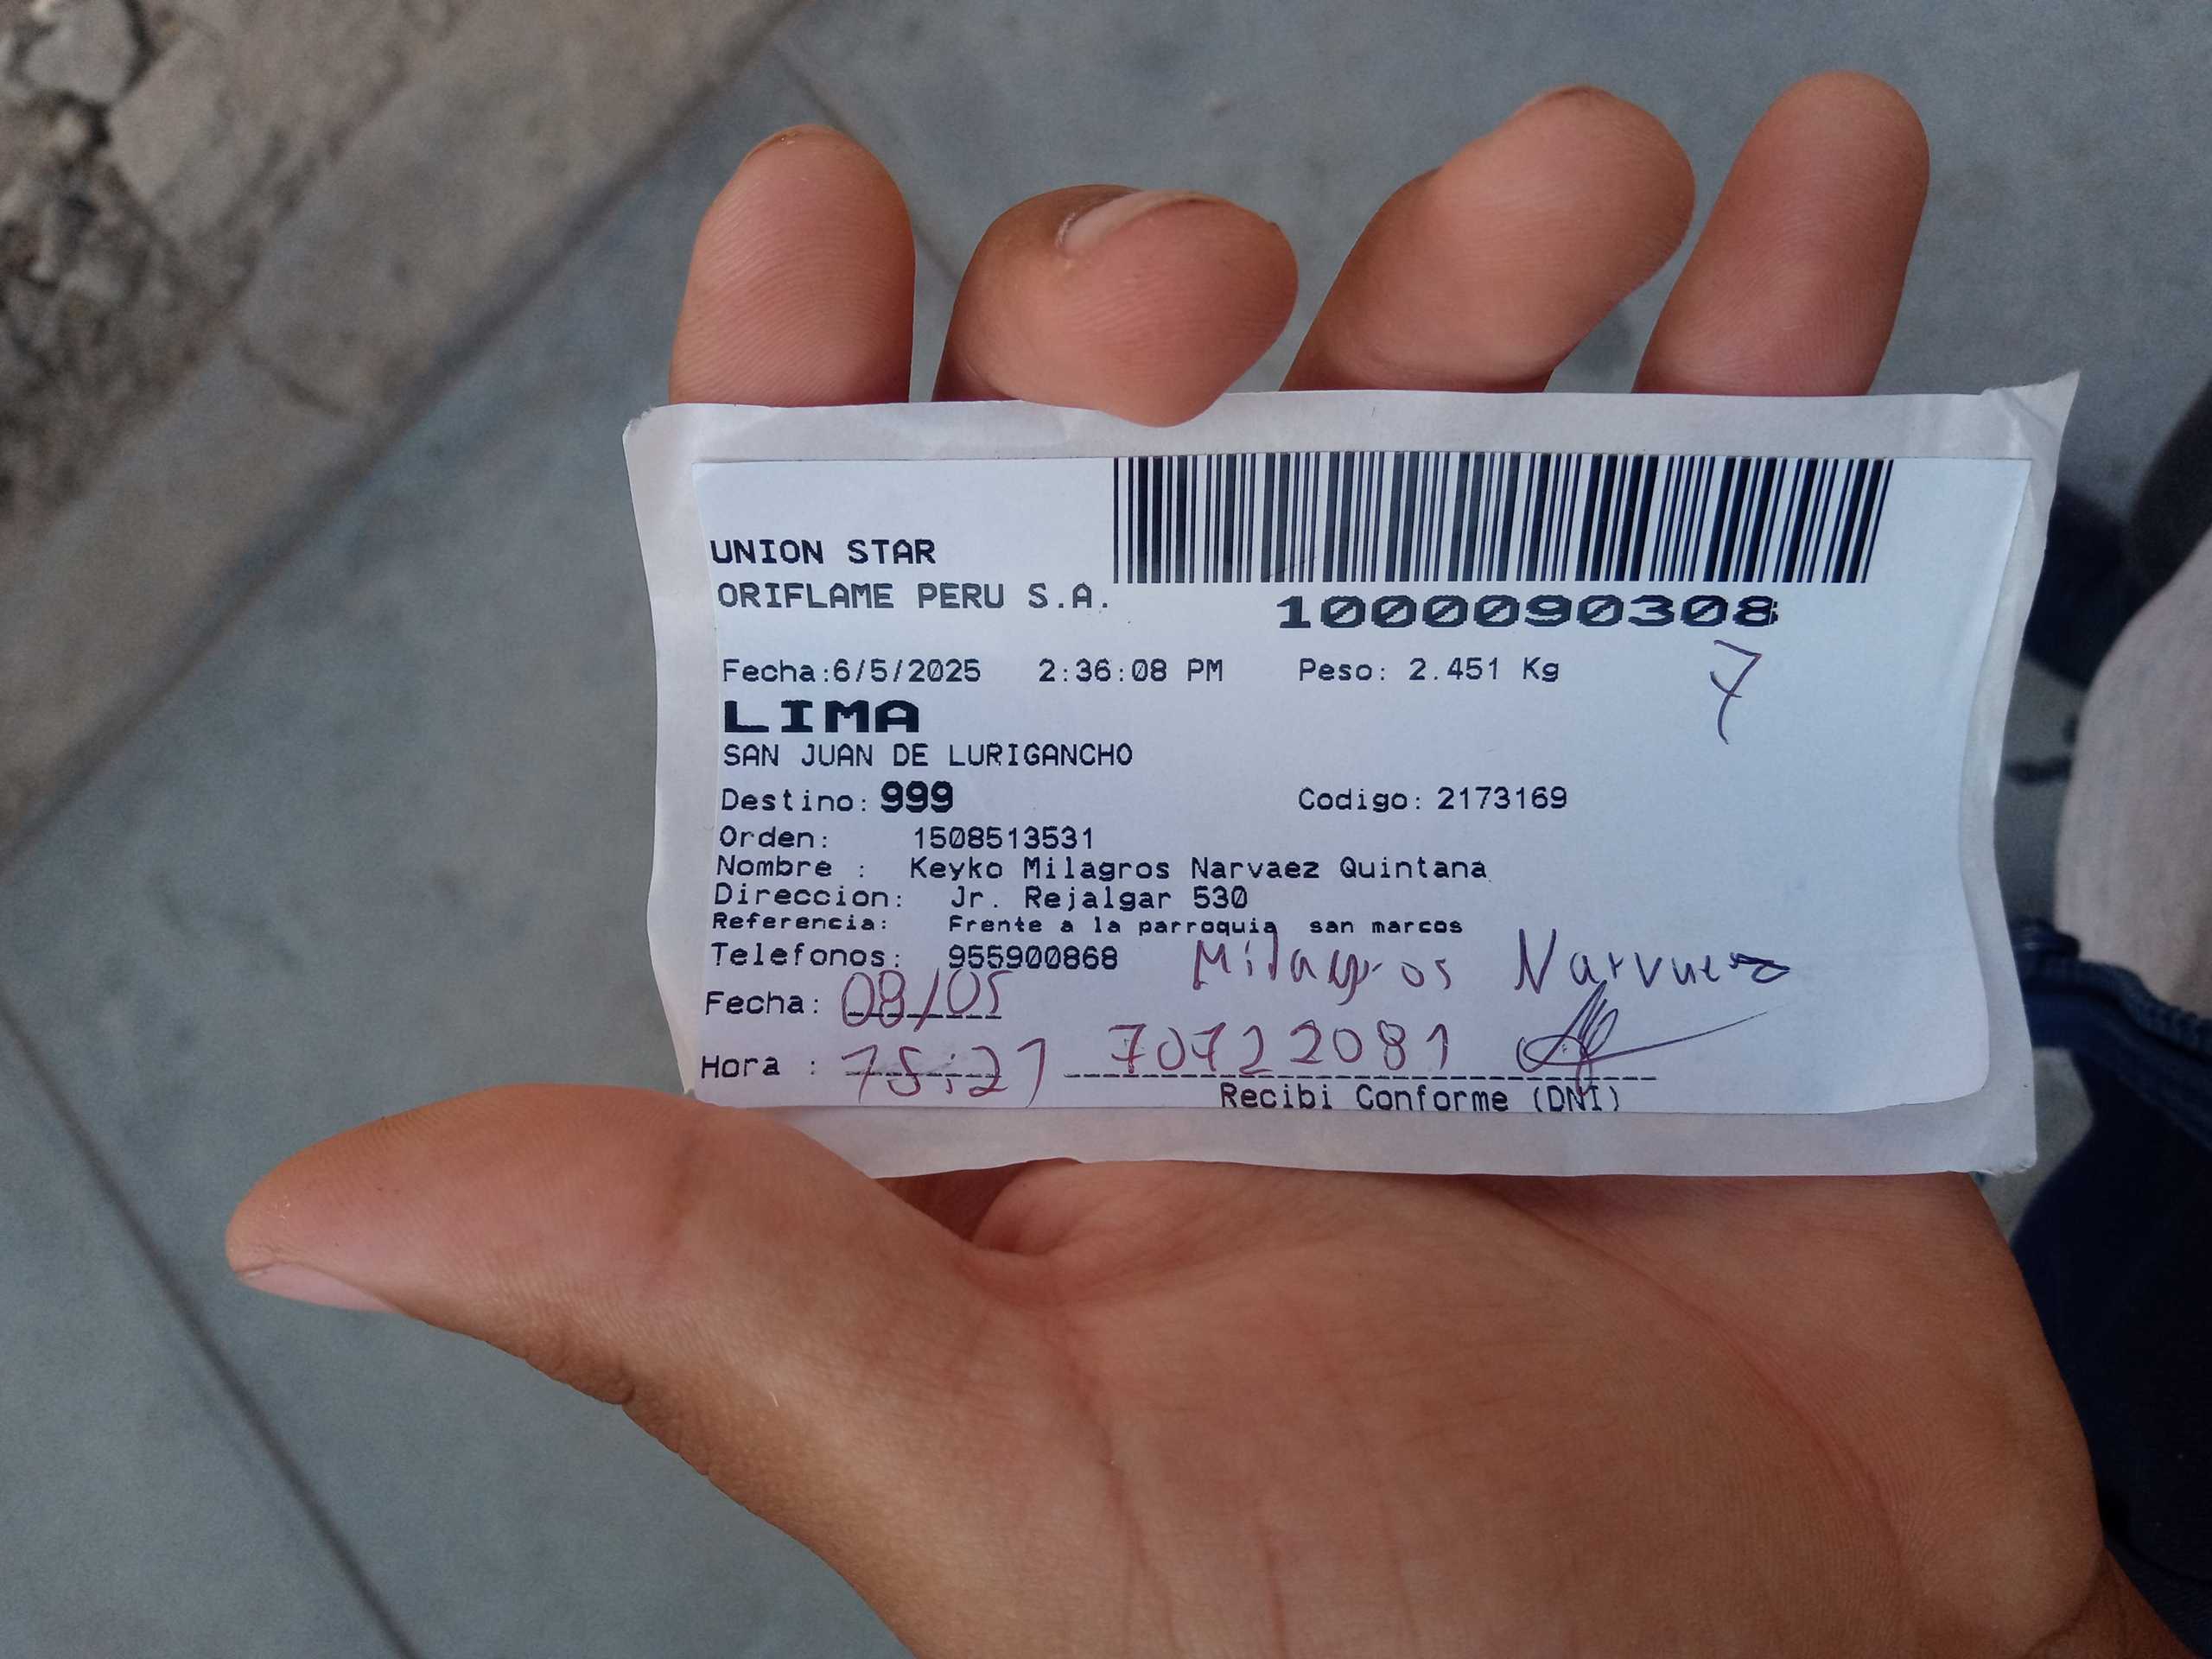 UNION STAR
ORIFLAME PERU S.A.
1000090308
Fecha:6/5/2025 2:36:08 PM Peso: 2.451 Kg
7
LIMA
SAN JUAN DE LURIGANCHO
Destino: 999 Codigo: 2173169
Orden: 1508513531
Nombre : Keyko Milagros Narvaez Quintana
Direccion: Jr. Rejalgar 530
Referencia: Frente a la parroquia san marcos
Telefonos: 955900868 Milagros
Fecha: 08/05
Hora : 15:21 70722081
Recibi Conforme (DNI)